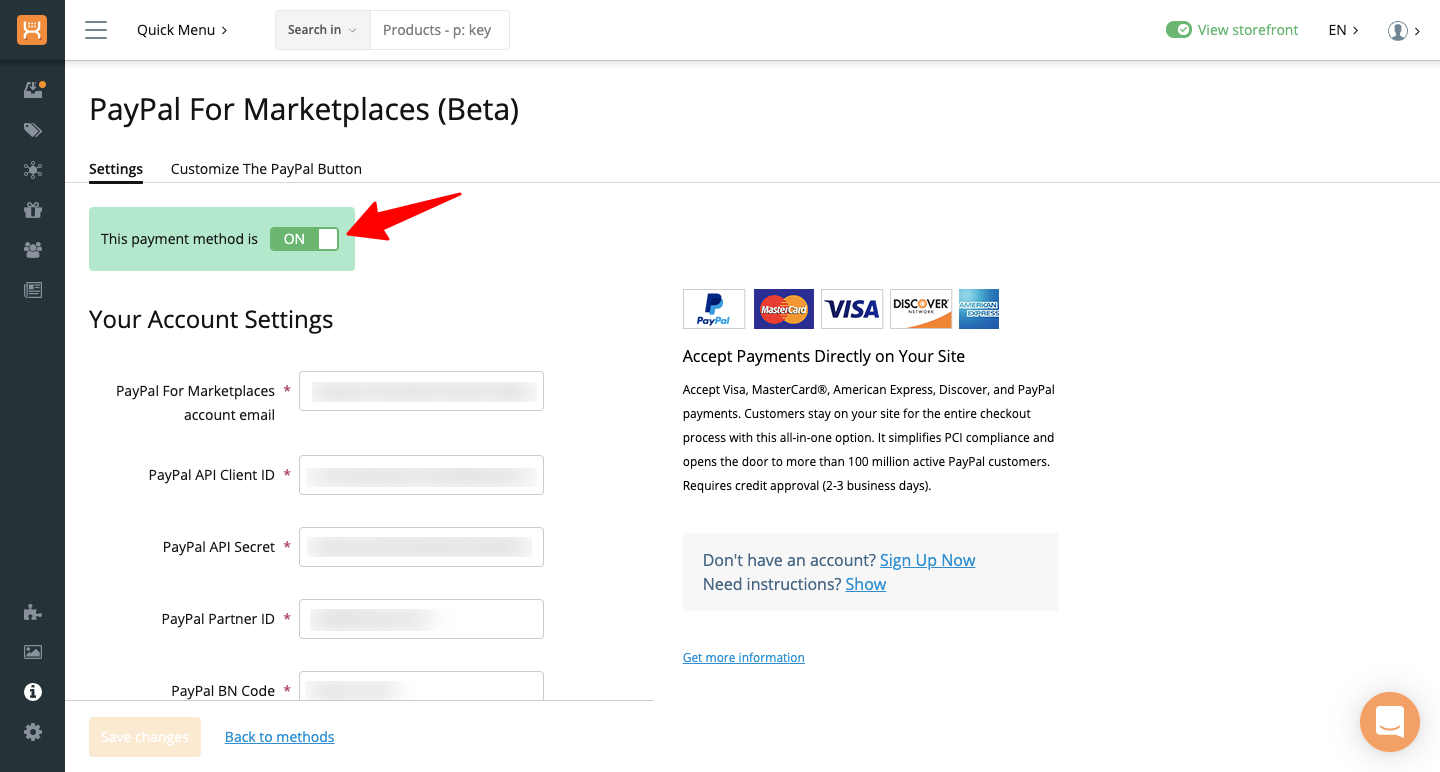 Quick Menu
Search in
Products - p: key
View storefront
EN
PayPal For Marketplaces (Beta)
Settings
Customize The PayPal Button
This payment method is
ON
Your Account Settings
PayPal For Marketplaces *
account email
PayPal API Client ID *
PayPal API Secret *
PayPal Partner ID *
PayPal BN Code *
Save changes
Back to methods
PayPal
MasterCard
VISA
DISCOVER
NETWORK
AMERICAN
EXPRESS
Accept Payments Directly on Your Site
Accept Visa, MasterCard®, American Express, Discover, and PayPal
payments. Customers stay on your site for the entire checkout
process with this all-in-one option. It simplifies PCI compliance and
opens the door to more than 100 million active PayPal customers.
Requires credit approval (2-3 business days).
Don't have an account? Sign Up Now
Need instructions? Show
Get more information